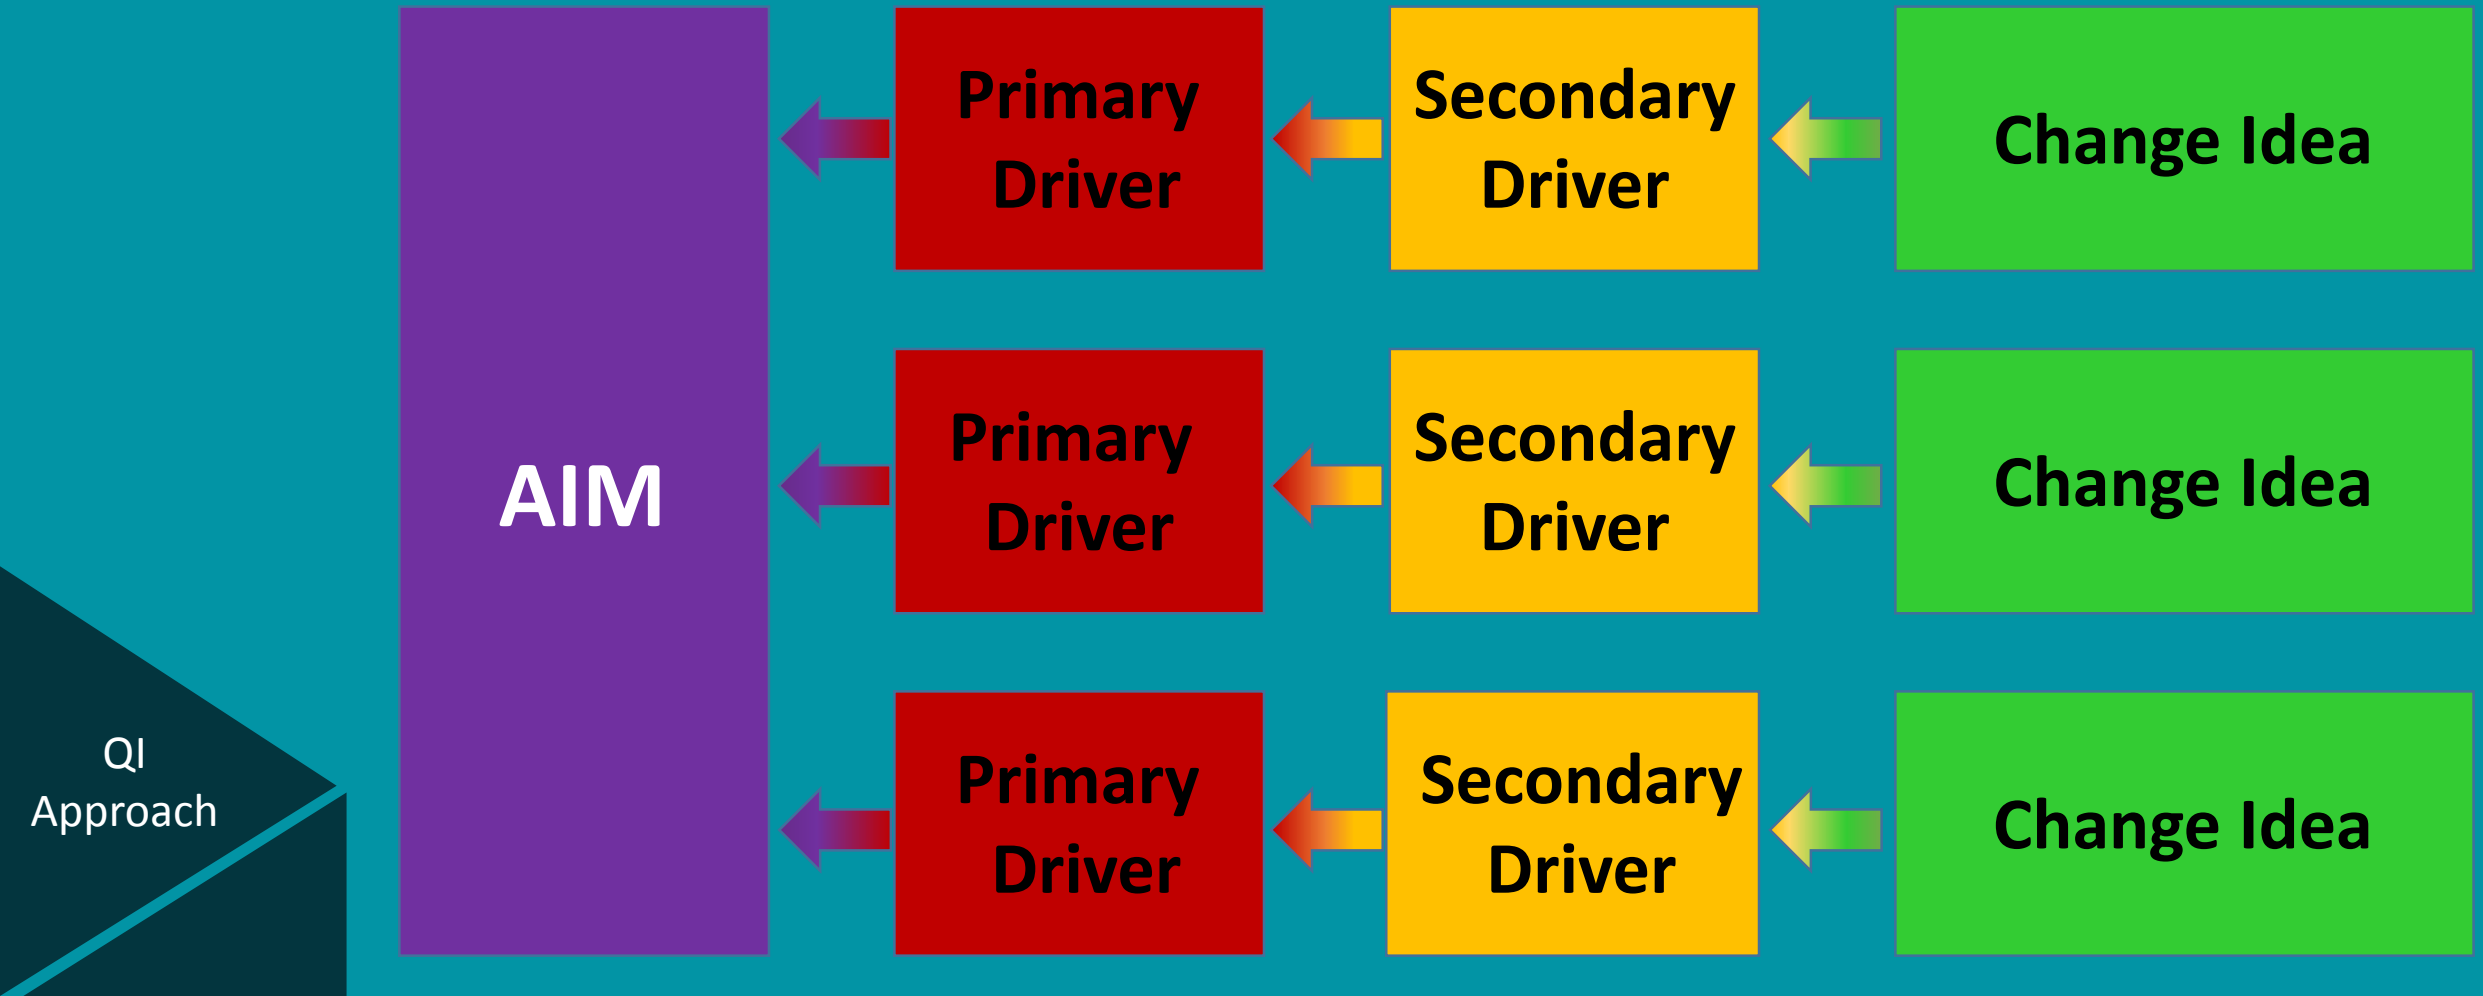 Primary
Driver
Secondary
Driver
Change Idea
AIM
Primary
Driver
Secondary
Driver
Change Idea
QI
Approach
Primary
Driver
Secondary
Driver
Change Idea